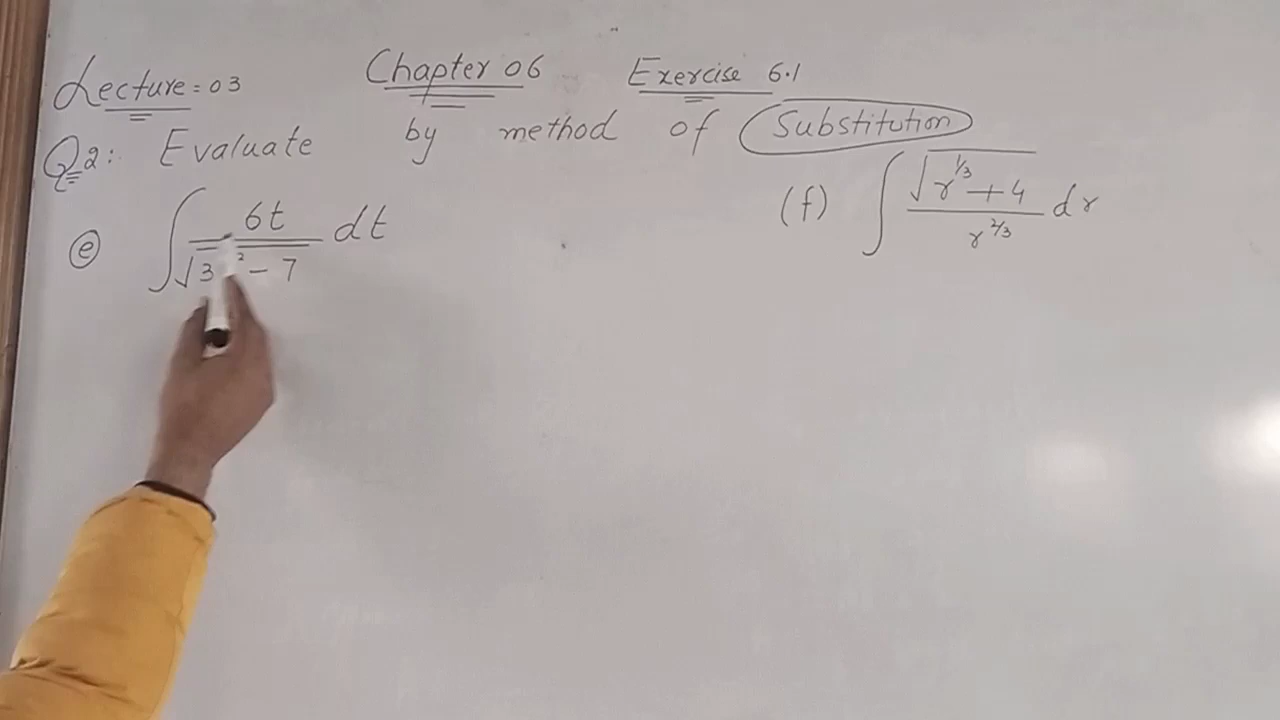 Lecture = 03 Chapter 06 Exercise 6.1
Q2: Evaluate by method of Substitution
(e) ∫ 6t / √(3 ² - 7) dt (f) ∫ √(r^1/3 + 4) / r^2/3 dr